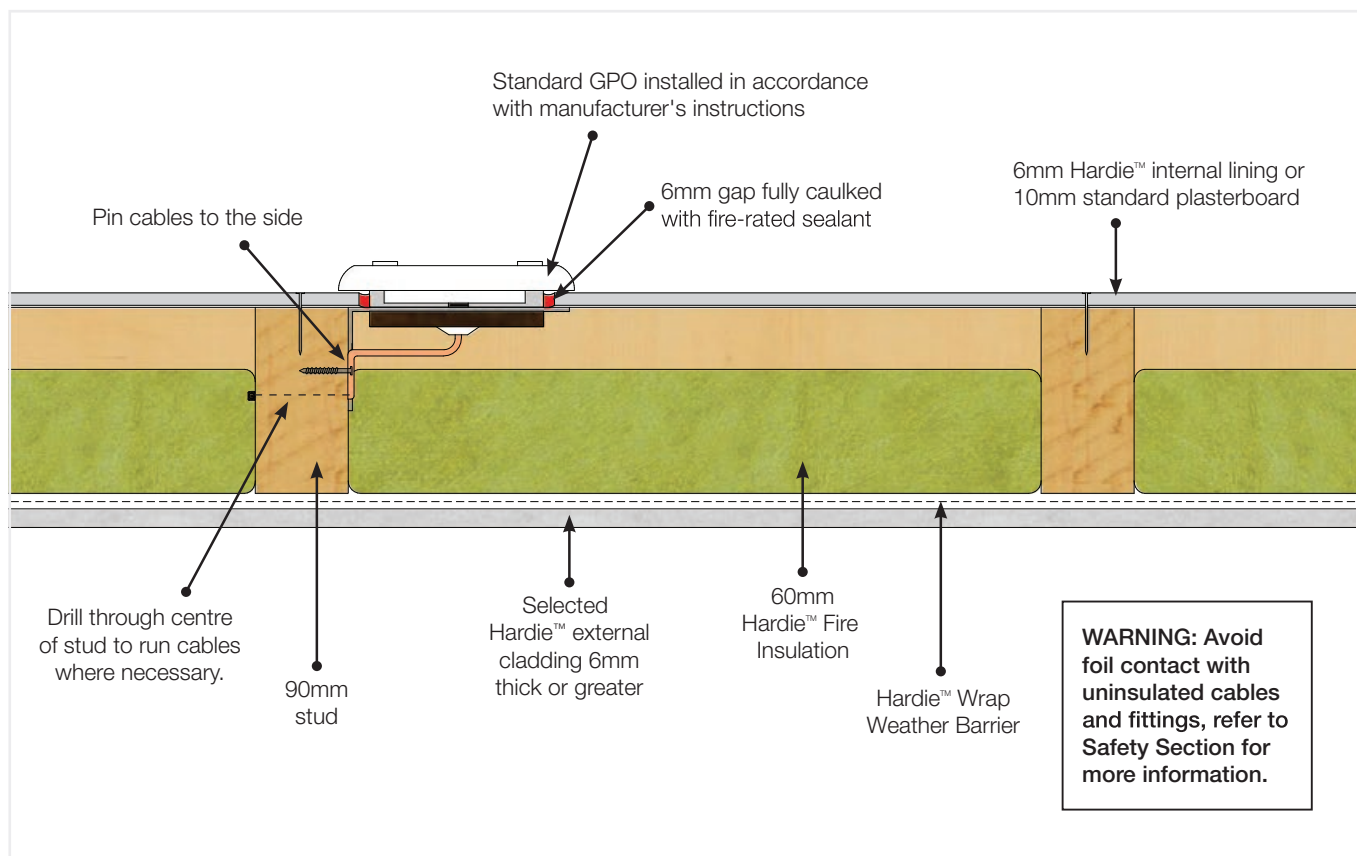 Standard GPO installed in accordance
with manufacturer's instructions
6mm Hardie™ internal lining or
10mm standard plasterboard
6mm gap fully caulked
with fire-rated sealant
Pin cables to the side
Drill through centre
of stud to run cables
where necessary.
90mm
stud
Selected
Hardie™ external
cladding 6mm
thick or greater
60mm
Hardie™ Fire
Insulation
Hardie™ Wrap
Weather Barrier
WARNING: Avoid
foil contact with
uninsulated cables
and fittings, refer to
Safety Section for
more information.